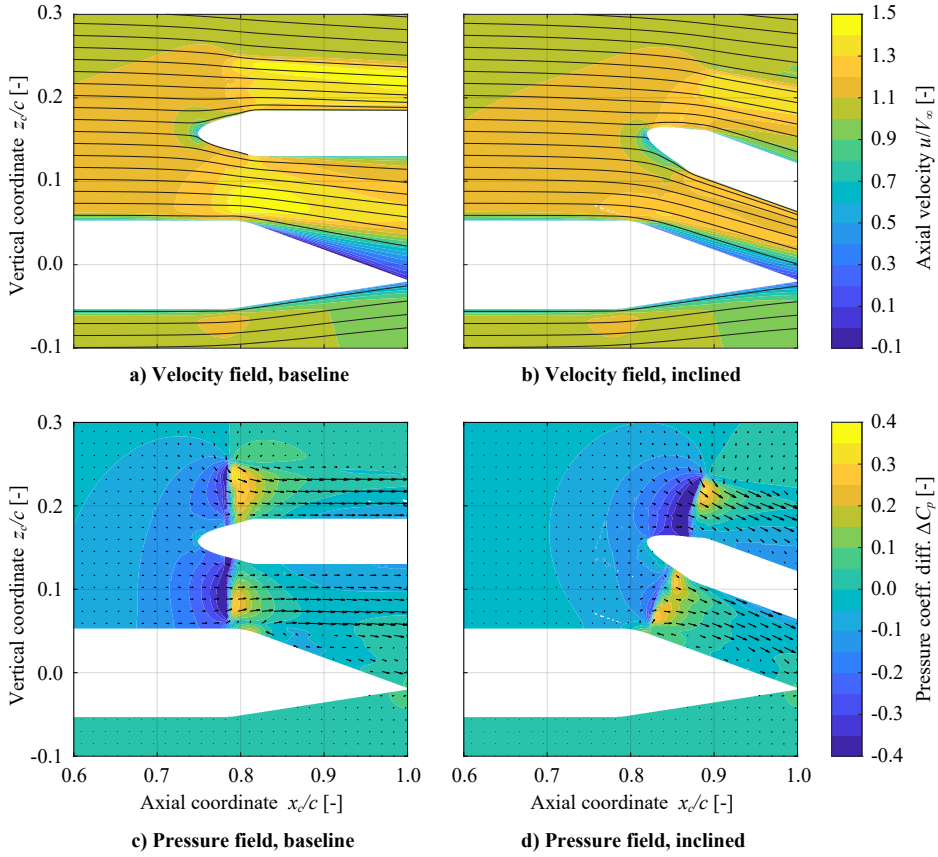 0.3
0.2
0.1
0.0
-0.1
Vertical coordinate z_c/c [-]
1.5
1.3
1.1
0.9
0.7
0.5
0.3
0.1
-0.1
Axial velocity u/V_∞ [-]
a) Velocity field, baseline
b) Velocity field, inclined
0.3
0.2
0.1
0.0
-0.1
Vertical coordinate z_c/c [-]
0.4
0.3
0.2
0.1
0.0
-0.1
-0.2
-0.3
-0.4
Pressure coeff. diff. ΔC_p [-]
0.6 0.7 0.8 0.9 1.0
0.6 0.7 0.8 0.9 1.0
Axial coordinate x_c/c [-]
Axial coordinate x_c/c [-]
c) Pressure field, baseline
d) Pressure field, inclined